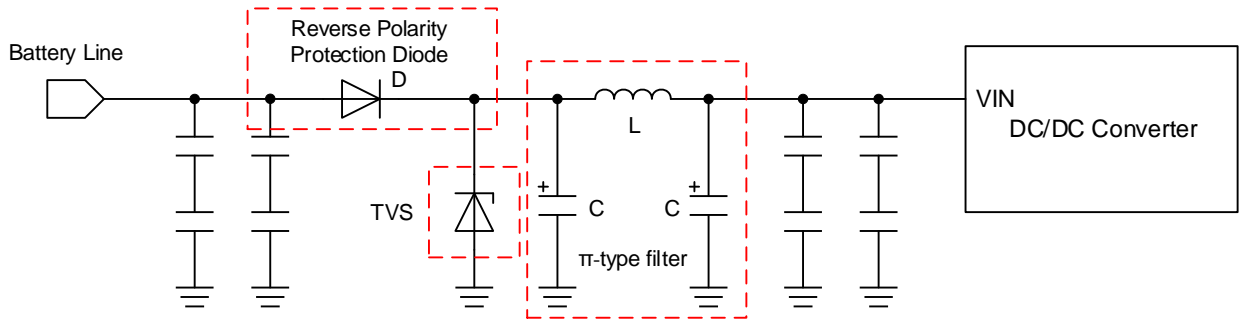 Reverse Polarity
Protection Diode
Battery Line
D
VIN
DC/DC Converter
L
+
+
TVS
C
C
π-type filter